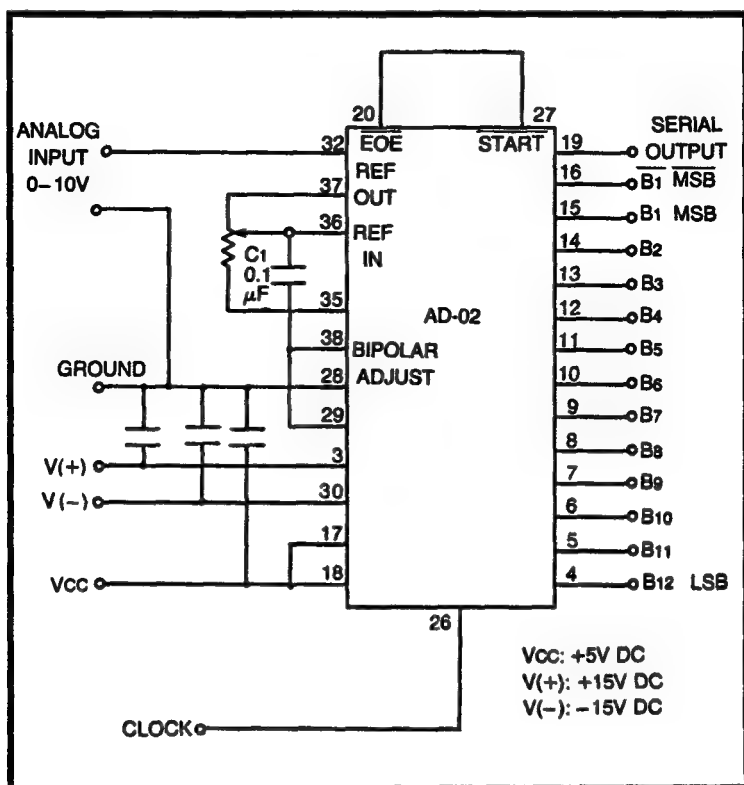 20
27
EOE
START
ANALOG
INPUT
0–10V
32
REF
37
OUT
36
REF
IN
C1
0.1
μF
35
38
BIPOLAR
ADJUST
28
29
GROUND
V(+)
3
V(–)
30
17
VCC
18
AD-02
26
CLOCK
19
SERIAL
OUTPUT
16
B1 MSB
15
B1 MSB
14
B2
13
B3
12
B4
11
B5
10
B6
9
B7
8
B8
7
B9
6
B10
5
B11
4
B12 LSB
VCC: +5V DC
V(+): +15V DC
V(–): –15V DC